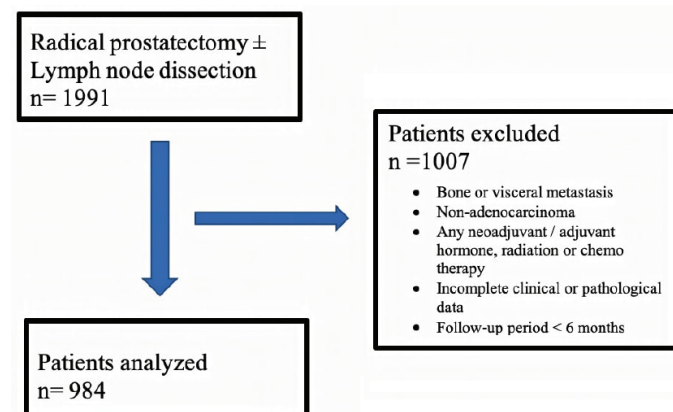 Radical prostatectomy ±
Lymph node dissection
n= 1991
Patients excluded
n =1007
• Bone or visceral metastasis
• Non-adenocarcinoma
• Any neoadjuvant / adjuvant
hormone, radiation or chemo
therapy
• Incomplete clinical or pathological
data
• Follow-up period < 6 months
Patients analyzed
n= 984